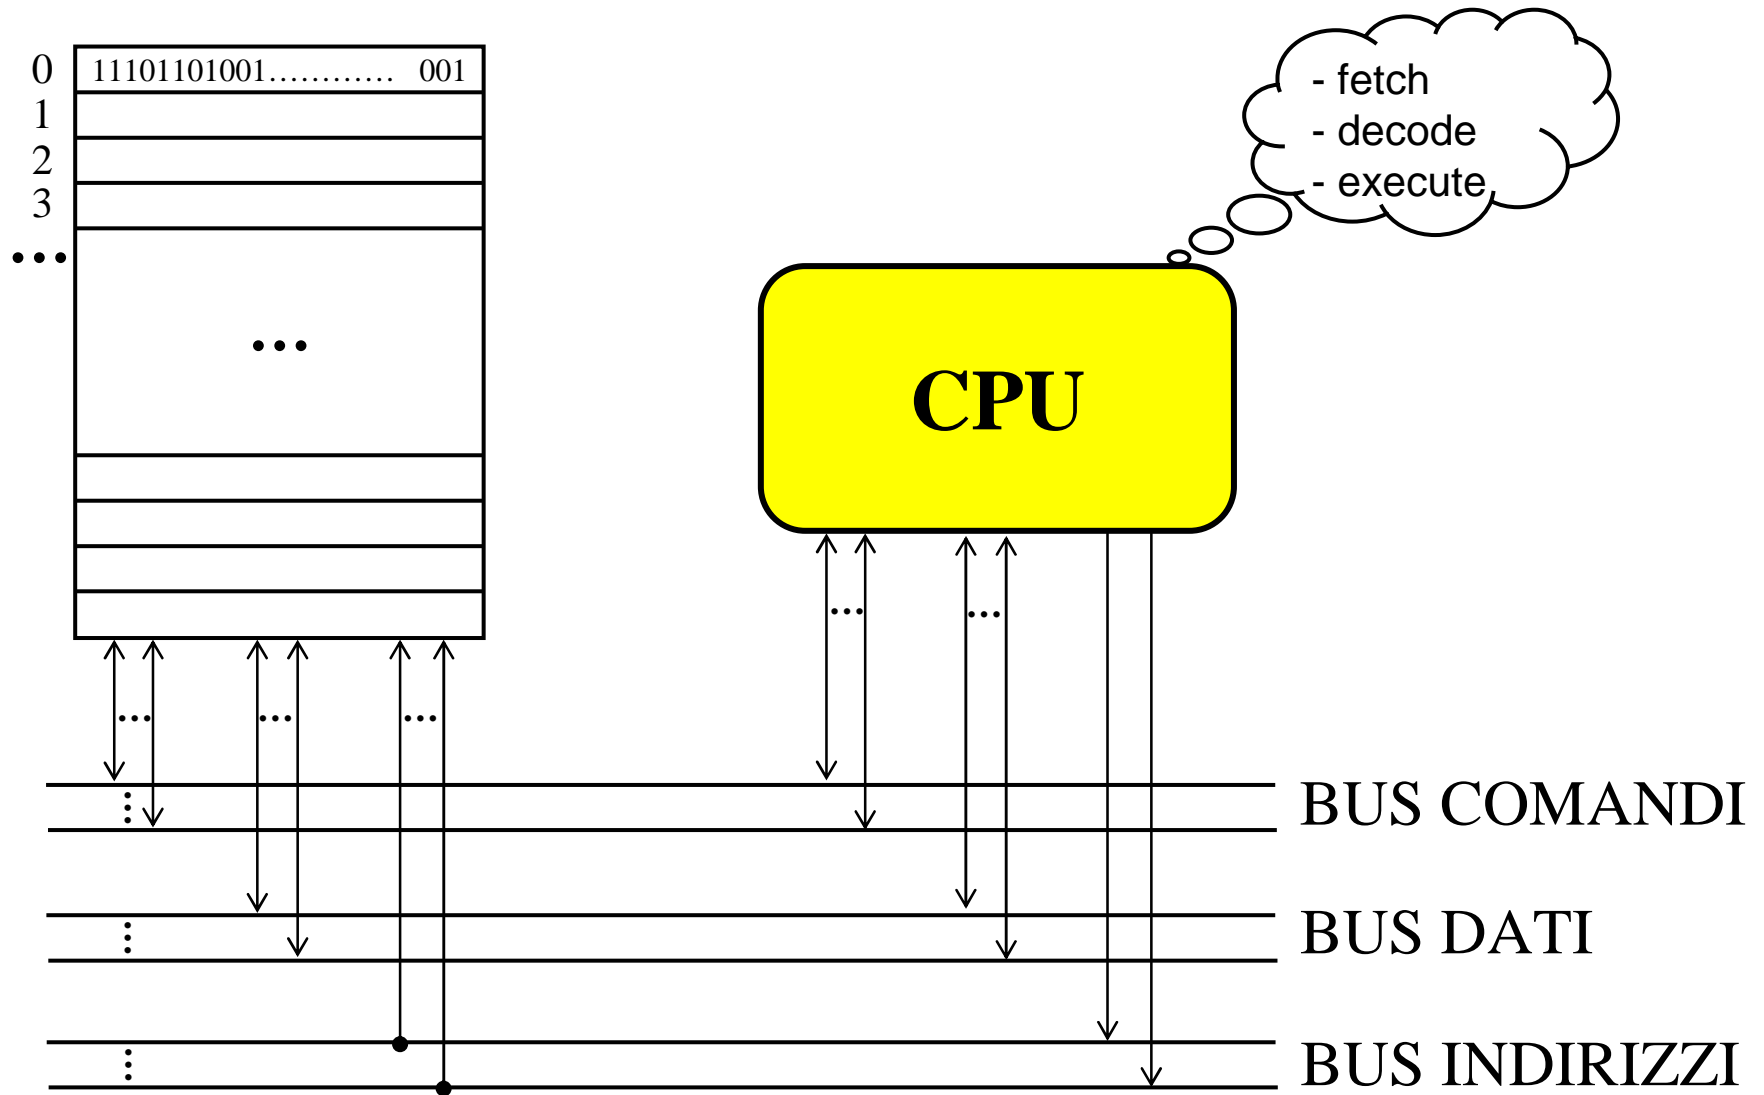 0 11101101001………… 001
1
2
3
…
…
- fetch
- decode
- execute
CPU
… …
… … …
BUS COMANDI
BUS DATI
BUS INDIRIZZI